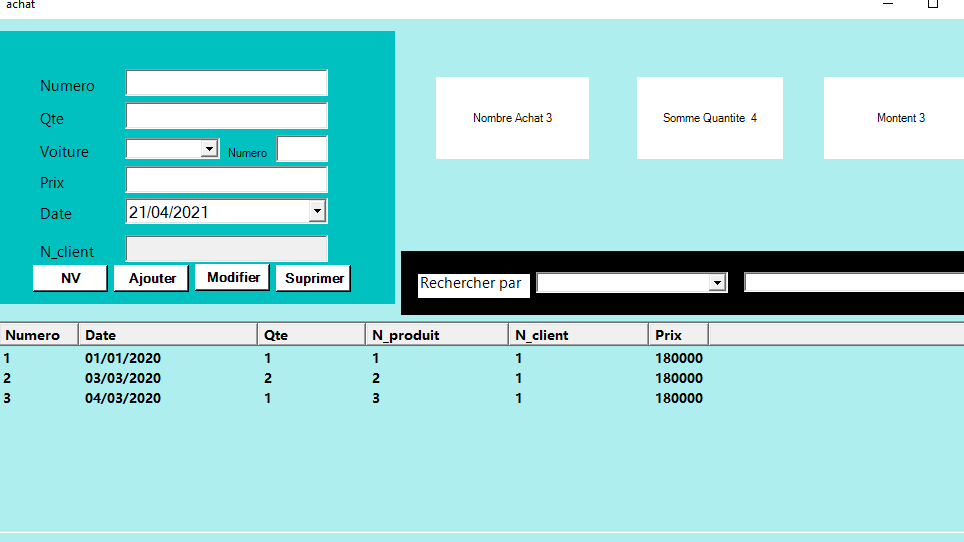 achat
Numero
Qte
Voiture Numero
Prix
Date 21/04/2021
N_client
NV Ajouter Modifier Suprimer
Nombre Achat 3 Somme Quantite 4 Montent 3
Rechercher par
Numero Date Qte N_produit N_client Prix
1 01/01/2020 1 1 1 180000
2 03/03/2020 2 2 1 180000
3 04/03/2020 1 3 1 180000